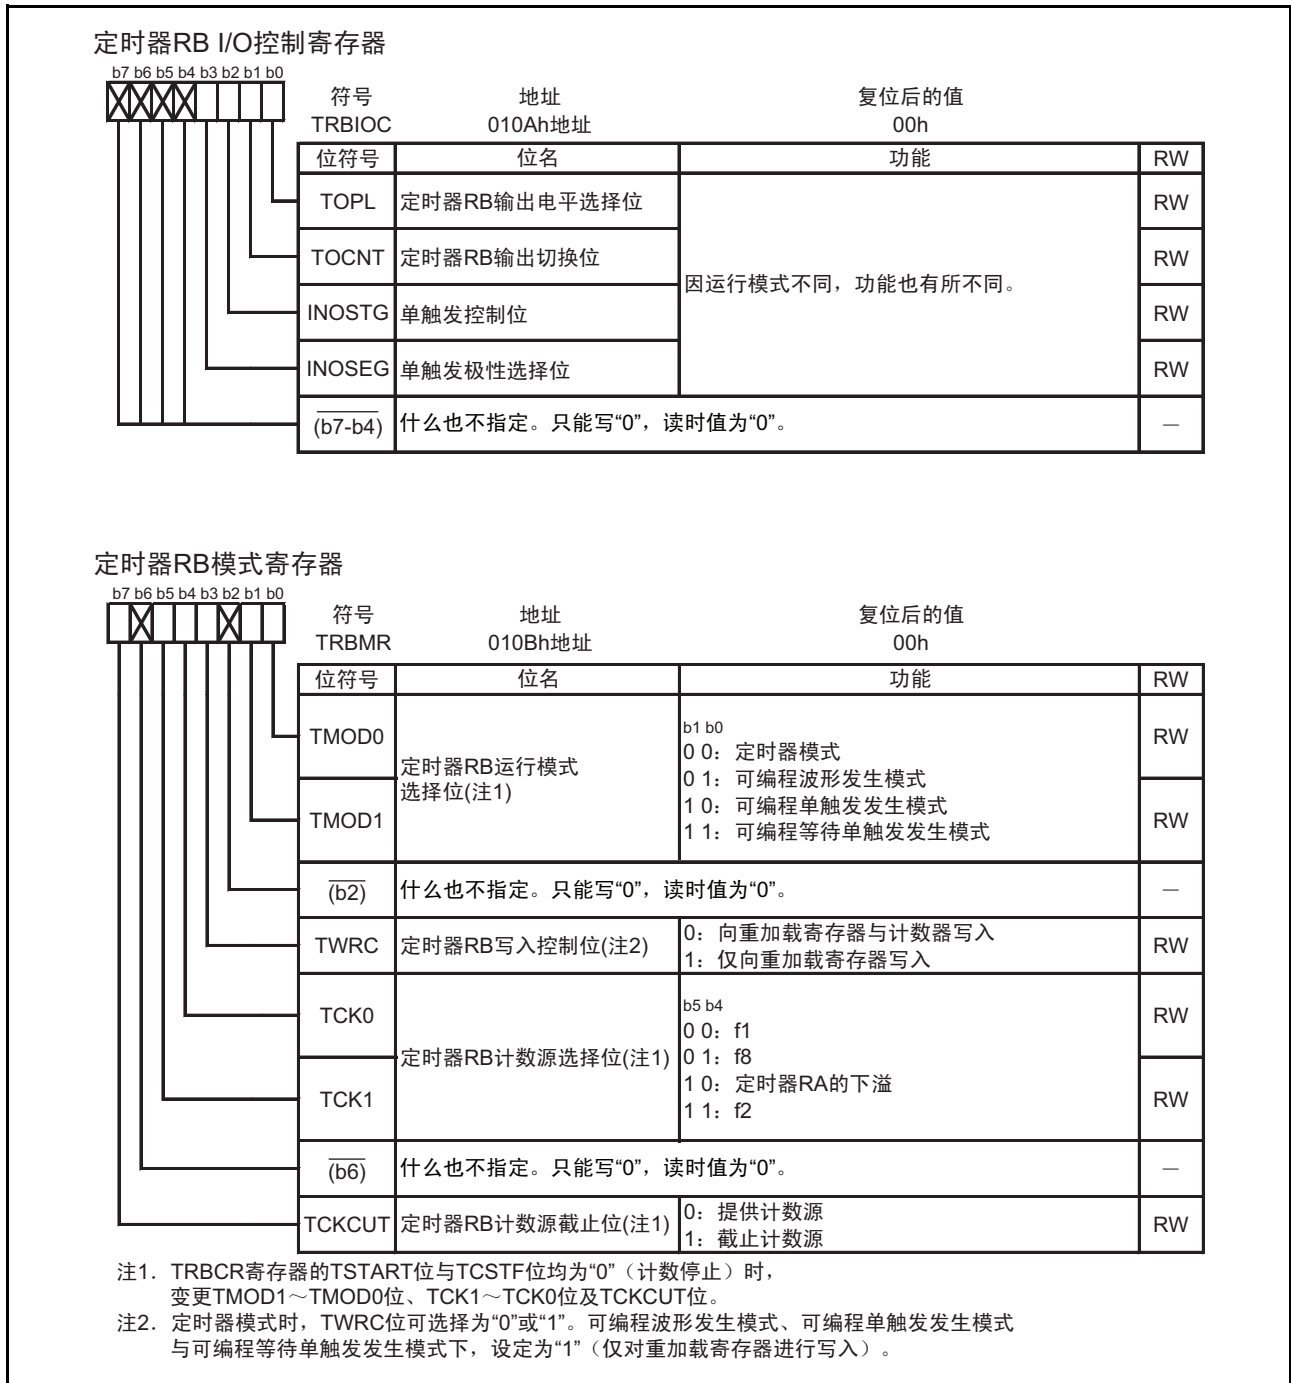 定时器RB I/O控制寄存器
b7 b6 b5 b4 b3 b2 b1 b0
符号 地址 复位后的值
TRBIOC 010Ah地址 00h
位符号 位名 功能 RW
TOPL 定时器RB输出电平选择位 RW
TOCNT 定时器RB输出切换位 RW
因运行模式不同，功能也有所不同。
INOSTG 单触发控制位 RW
INOSEG 单触发极性选择位 RW
(b7-b4) 什么也不指定。只能写“0”，读时值为“0”。 —
定时器RB模式寄存器
b7 b6 b5 b4 b3 b2 b1 b0
符号 地址 复位后的值
TRBMR 010Bh地址 00h
位符号 位名 功能 RW
TMOD0 RW
TMOD1 RW
定时器RB运行模式
选择位(注1)
b1 b0
0 0：定时器模式
0 1：可编程波形发生模式
1 0：可编程单触发发生模式
1 1：可编程等待单触发发生模式
(b2) 什么也不指定。只能写“0”，读时值为“0”。 —
TWRC 定时器RB写入控制位(注2) RW
0：向重加载寄存器与计数器写入
1：仅向重加载寄存器写入
TCK0 RW
TCK1 RW
定时器RB计数源选择位(注1)
b5 b4
0 0：f1
0 1：f8
1 0：定时器RA的下溢
1 1：f2
(b6) 什么也不指定。只能写“0”，读时值为“0”。 —
TCKCUT 定时器RB计数源截止位(注1) RW
0：提供计数源
1：截止计数源
注1．TRBCR寄存器的TSTART位与TCSTF位均为“0”（计数停止）时，
变更TMOD1～TMOD0位、TCK1～TCK0位及TCKCUT位。
注2．定时器模式时，TWRC位可选择为“0”或“1”。可编程波形发生模式、可编程单触发发生模式
与可编程等待单触发发生模式下，设定为“1”（仅对重加载寄存器进行写入）。